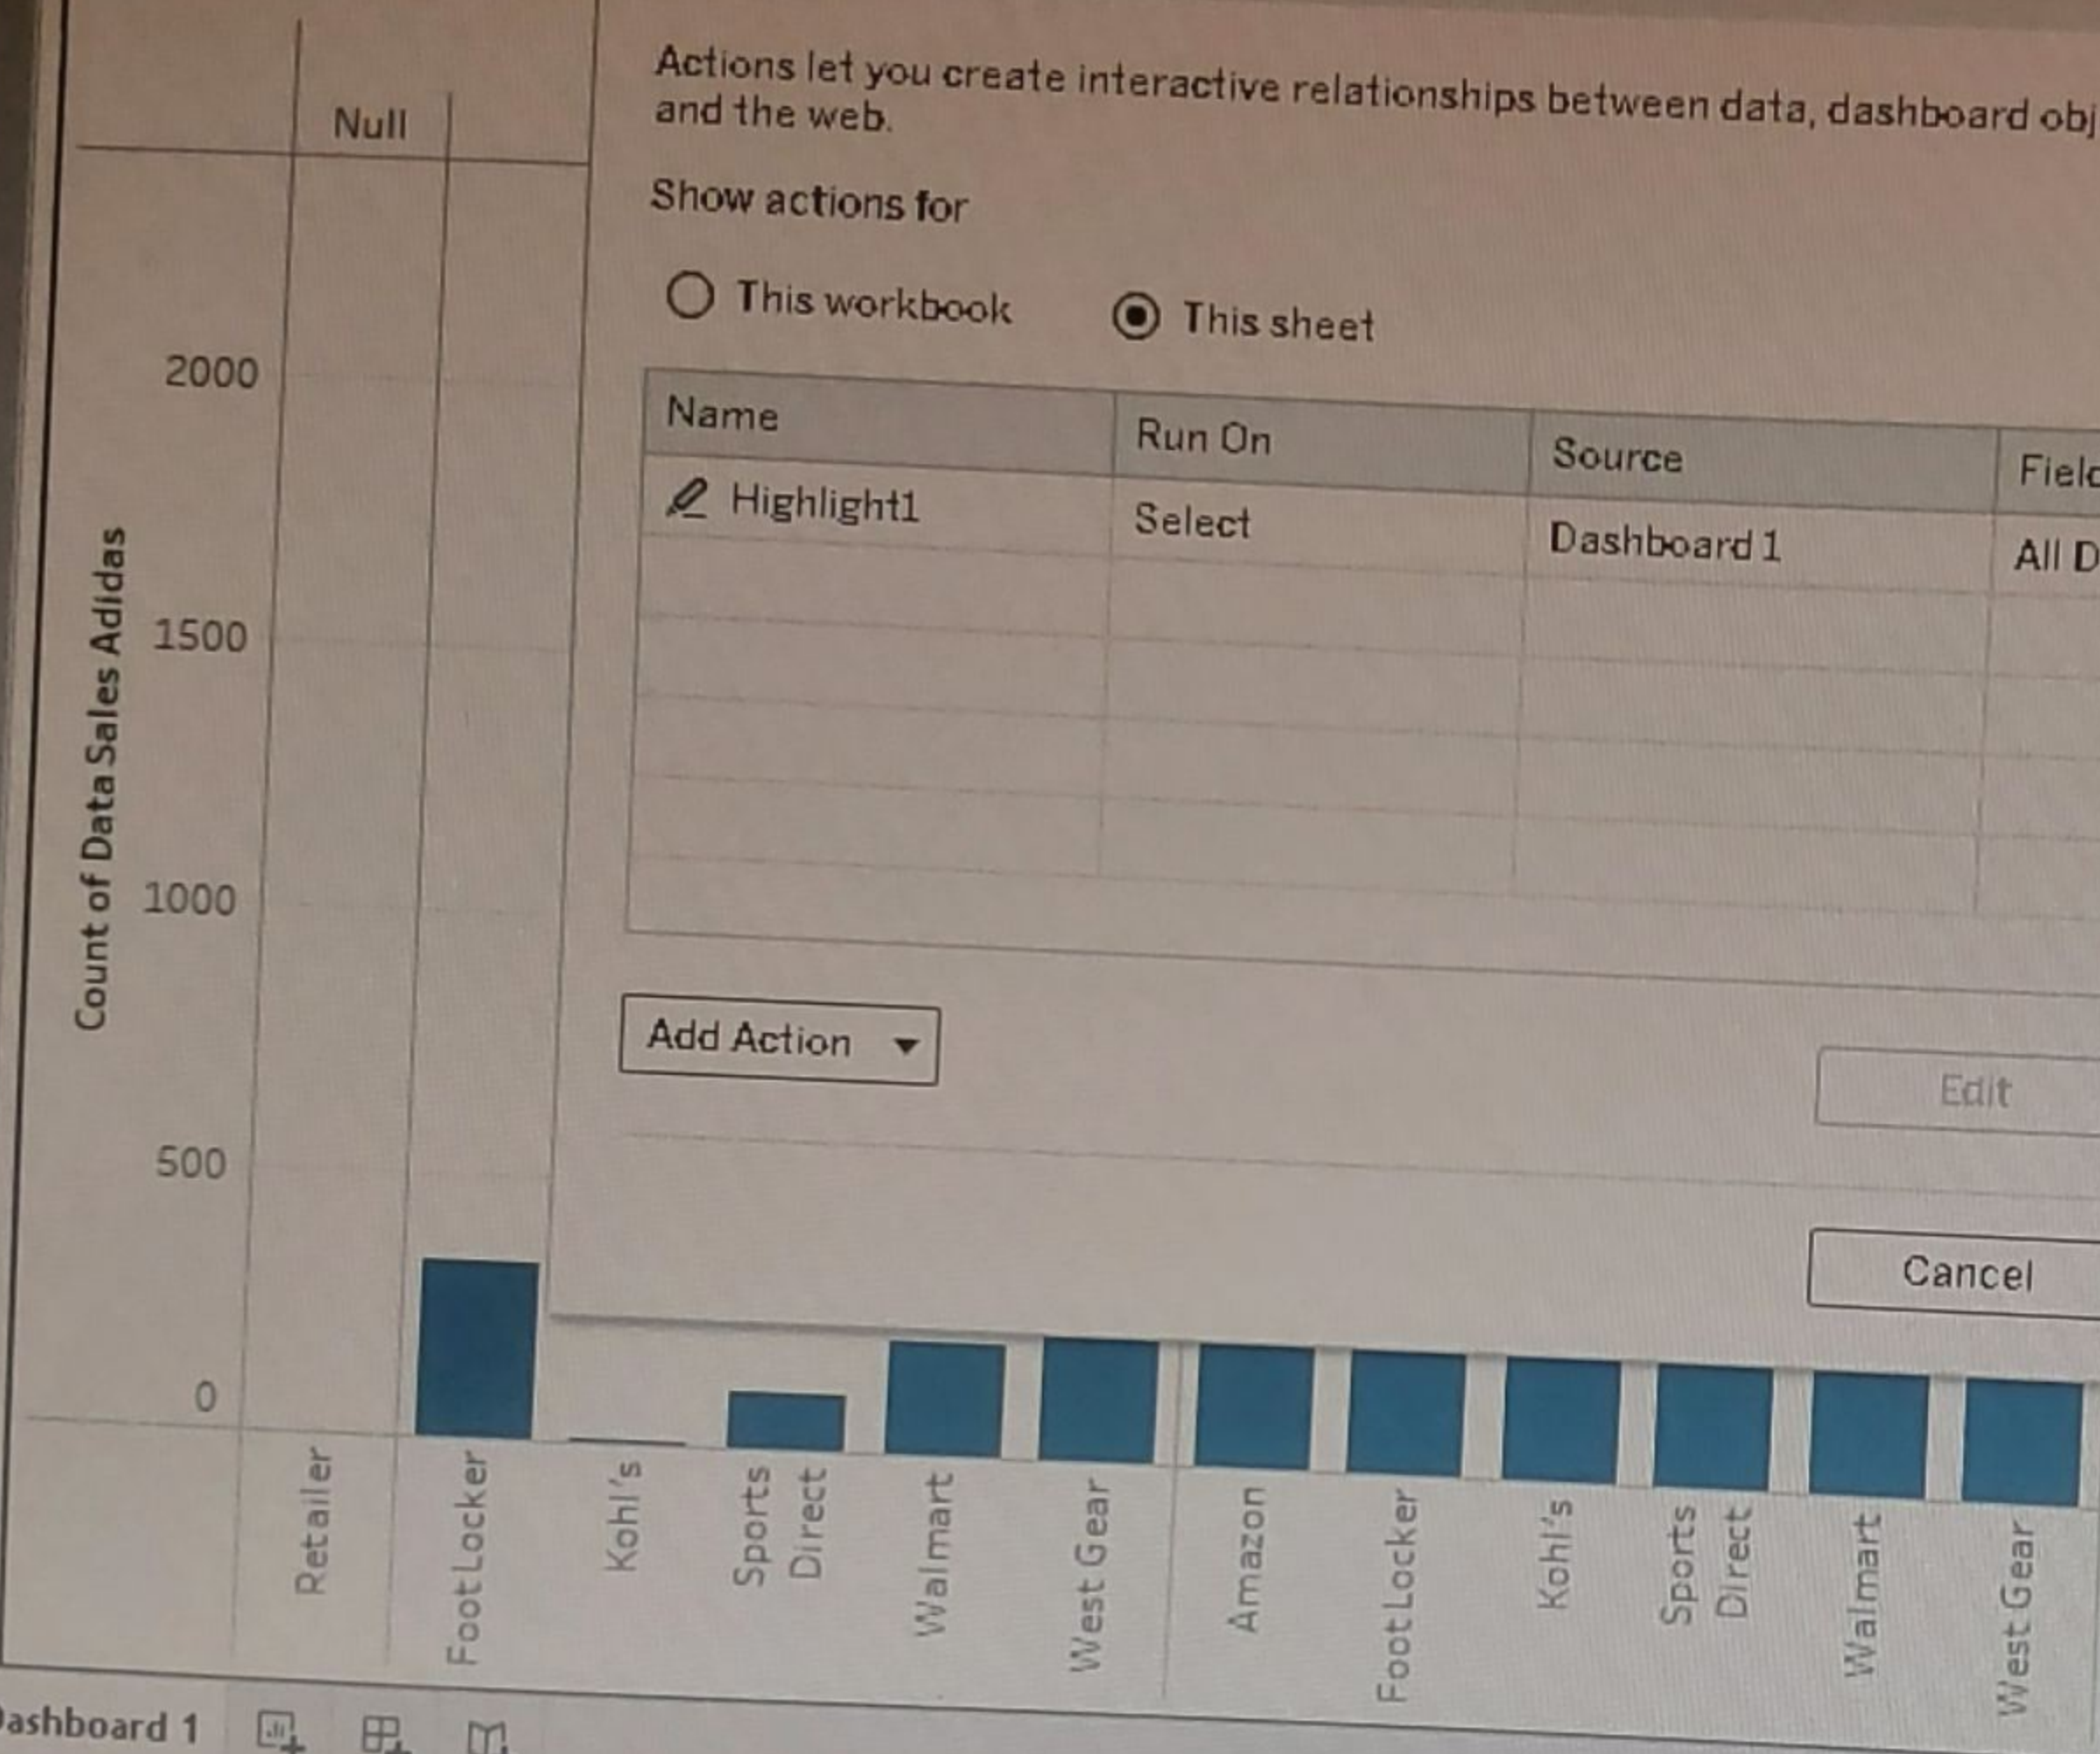 Null
Actions let you create interactive relationships between data, dashboard obj
and the web.
Show actions for
This workbook
This sheet
Name
Run On
Source
Field
Highlight1
Select
Dashboard 1
All D
Add Action
Edit
Cancel
Count of Data Sales Adidas
2000
1500
1000
500
0
Retailer
Foot Locker
Kohl's
Sports
Direct
Walmart
West Gear
Amazon
Foot Locker
Kohl's
Sports
Direct
Walmart
West Gear
Dashboard 1